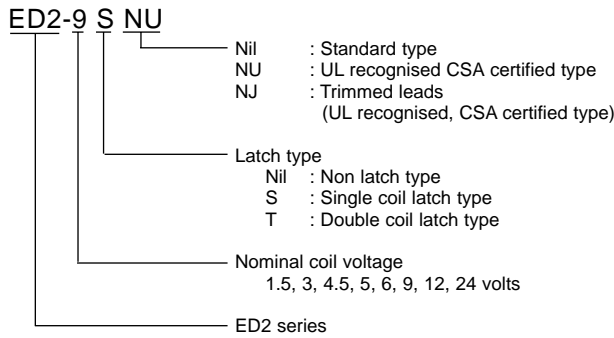 ED2-9 S NU
Nil : Standard type
NU : UL recognised CSA certified type
NJ : Trimmed leads
(UL recognised, CSA certified type)
Latch type
Nil : Non latch type
S : Single coil latch type
T : Double coil latch type
Nominal coil voltage
1.5, 3, 4.5, 5, 6, 9, 12, 24 volts
ED2 series